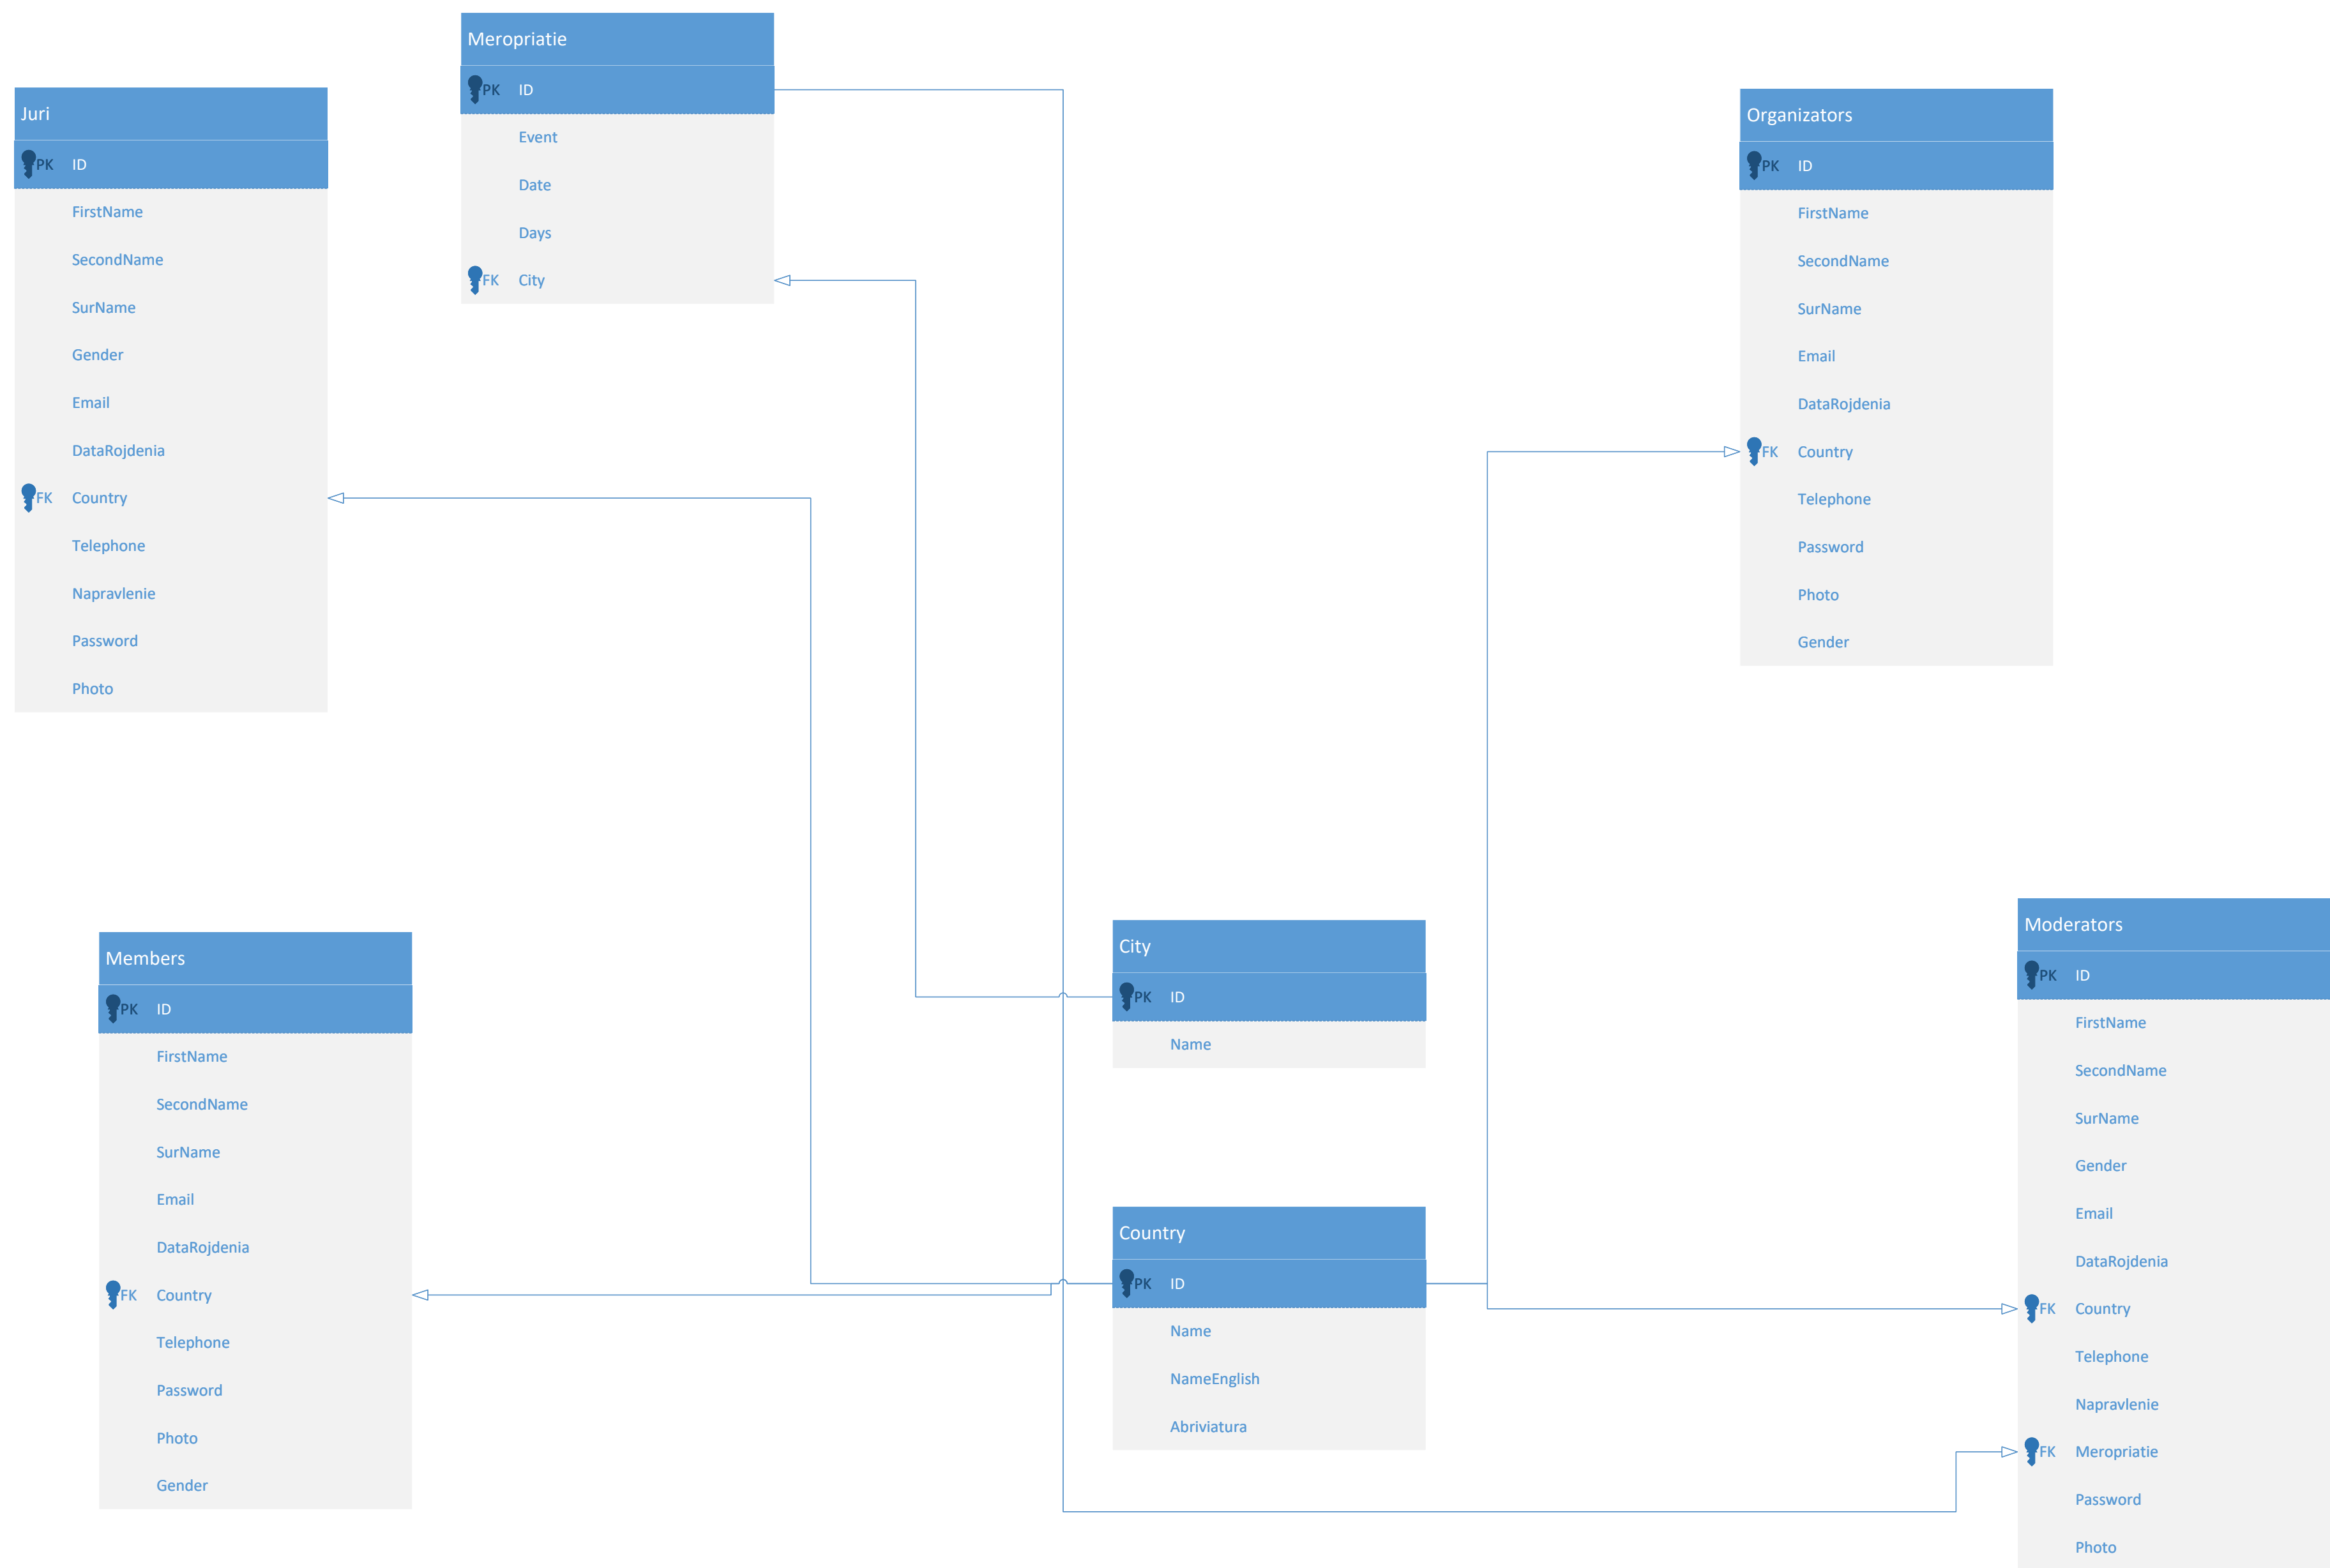 Meropriatie
PK ID
Event
Date
Days
FK City
Juri
PK ID
FirstName
SecondName
SurName
Gender
Email
DataRojdenia
FK Country
Telephone
Napravlenie
Password
Photo
Organizators
PK ID
FirstName
SecondName
SurName
Email
DataRojdenia
FK Country
Telephone
Password
Photo
Gender
Members
PK ID
FirstName
SecondName
SurName
Email
DataRojdenia
FK Country
Telephone
Password
Photo
Gender
City
PK ID
Name
Country
PK ID
Name
NameEnglish
Abriviatura
Moderators
PK ID
FirstName
SecondName
SurName
Gender
Email
DataRojdenia
FK Country
Telephone
Napravlenie
FK Meropriatie
Password
Photo